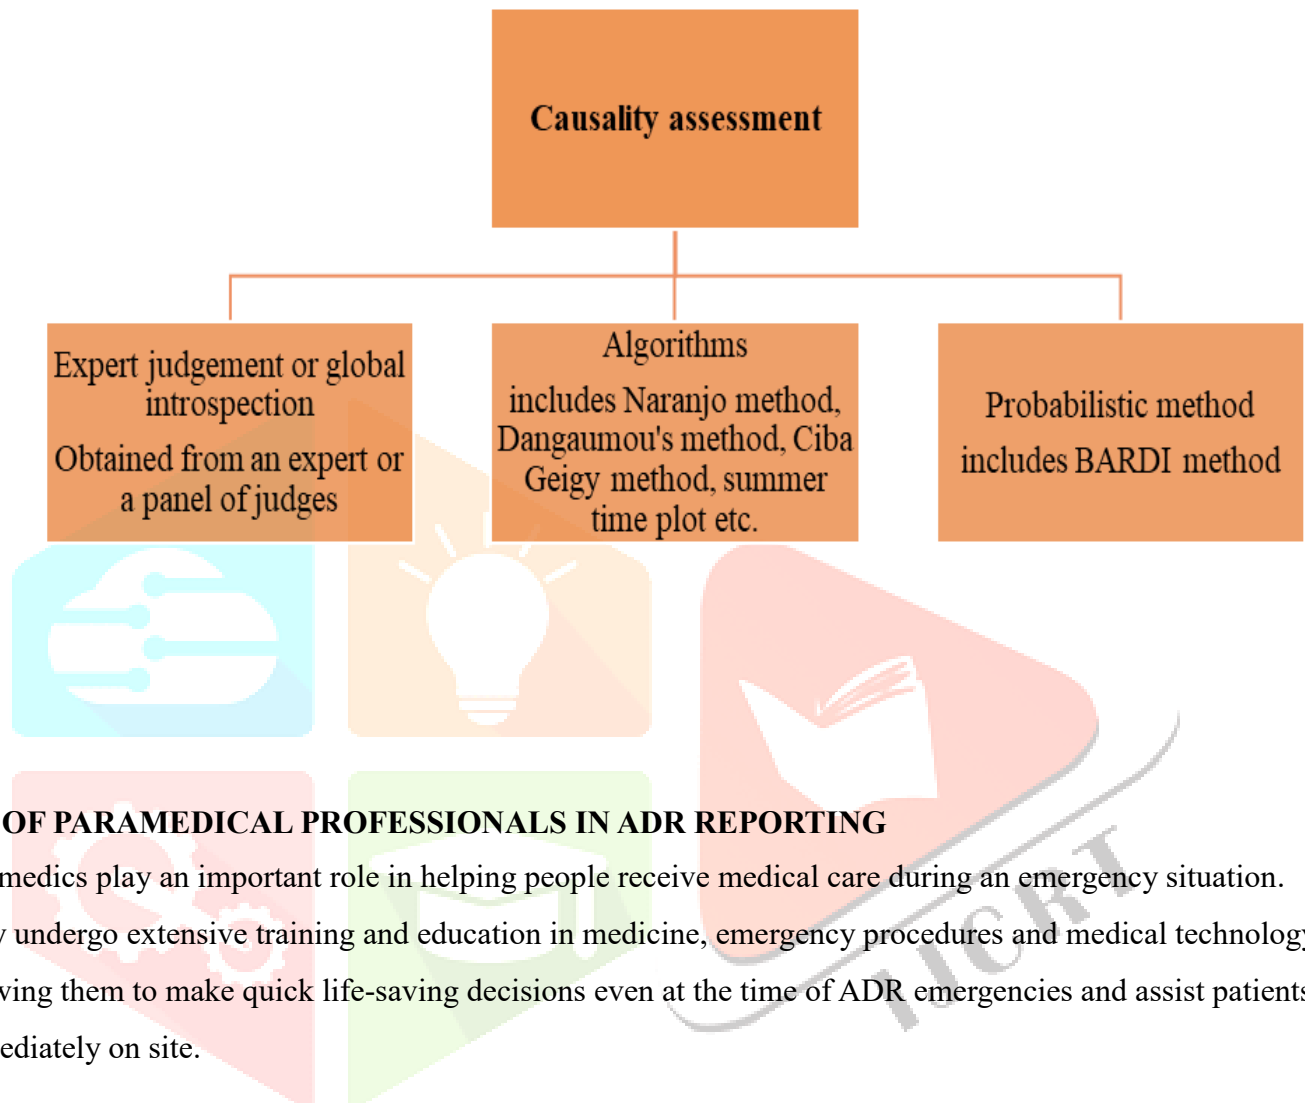 Causality assessment
Expert judgement or global
introspection
Obtained from an expert or
a panel of judges
Algorithms
includes Naranjo method,
Dangaumou's method, Ciba
Geigy method, summer
time plot etc.
Probabilistic method
includes BARDI method
OF PARAMEDICAL PROFESSIONALS IN ADR REPORTING
medics play an important role in helping people receive medical care during an emergency situation.
undergo extensive training and education in medicine, emergency procedures and medical technology
ving them to make quick life-saving decisions even at the time of ADR emergencies and assist patients
ediately on site.
IJCRT